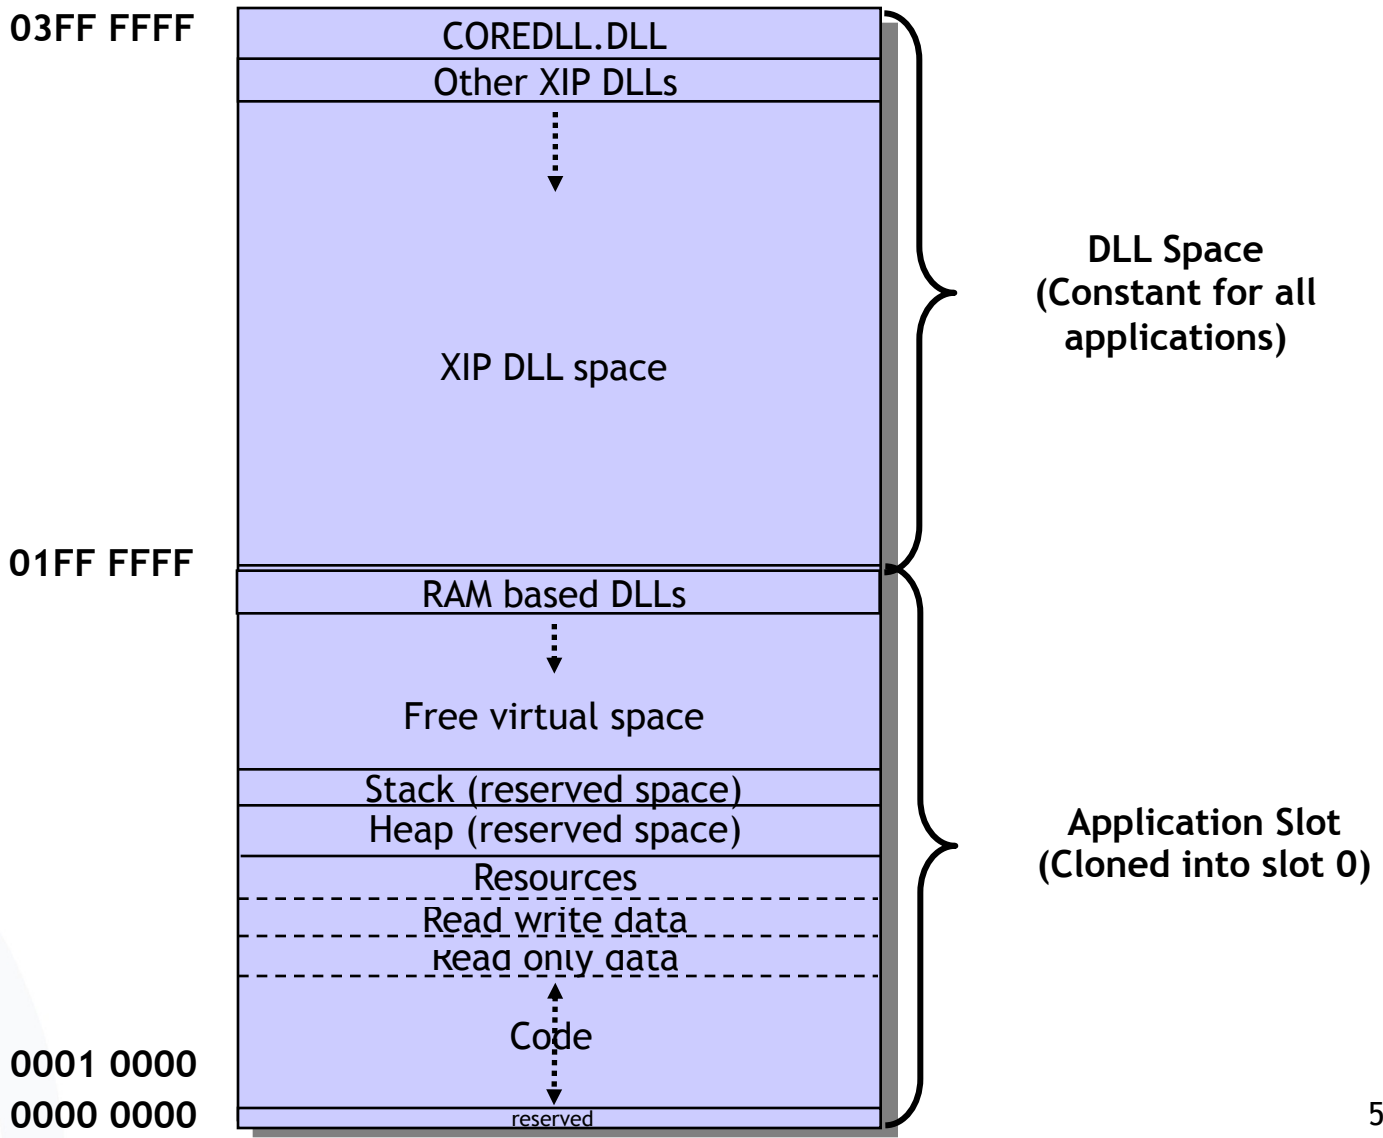 03FF FFFF
COREDLL.DLL
Other XIP DLLs
DLL Space
(Constant for all
applications)
XIP DLL space
01FF FFFF
RAM based DLLs
Free virtual space
Stack (reserved space)
Heap (reserved space)
Application Slot
(Cloned into slot 0)
Resources
Read write data
Read only data
Code
0001 0000
0000 0000
reserved
5